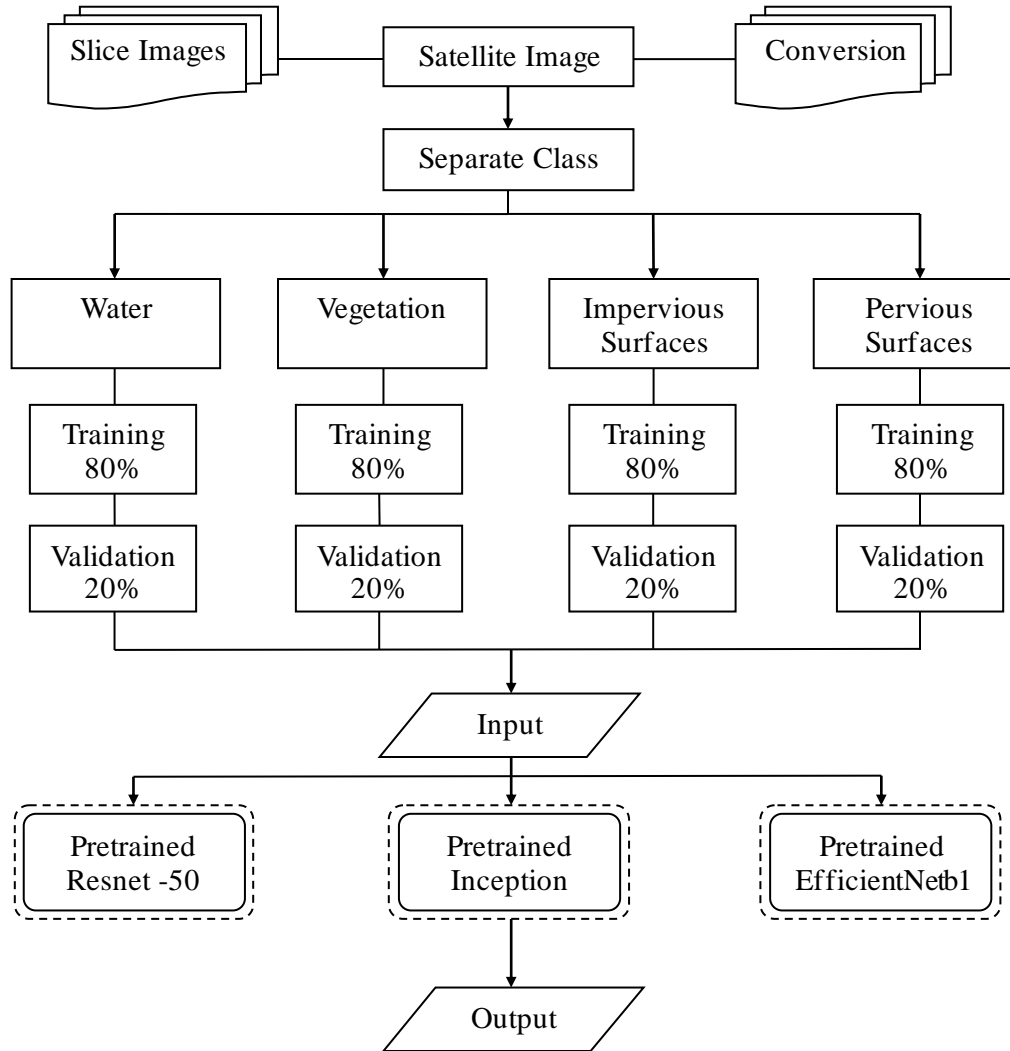 Slice Images
Satellite Image
Conversion
Separate Class
Water
Vegetation
Impervious
Surfaces
Pervious
Surfaces
Training
80%
Training
80%
Training
80%
Training
80%
Validation
20%
Validation
20%
Validation
20%
Validation
20%
Input
Pretrained
Resnet -50
Pretrained
Inception
Pretrained
EfficientNetb1
Output